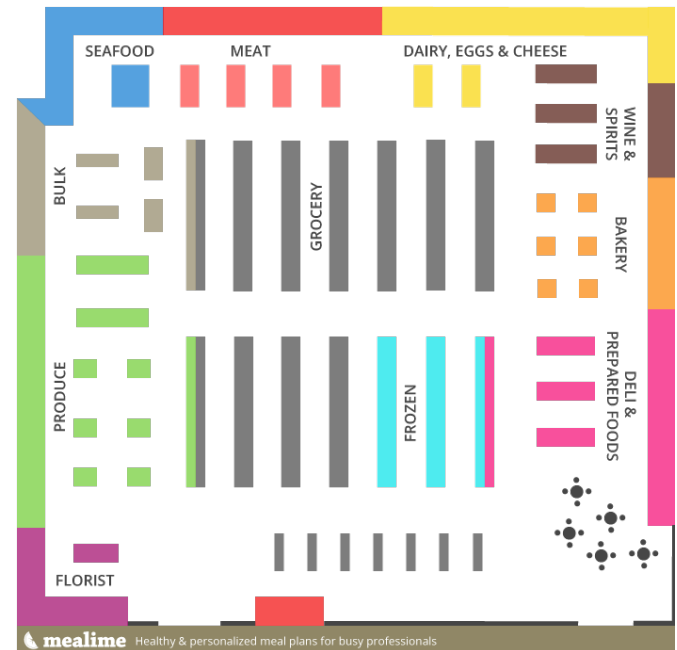 SEAFOOD
MEAT
DAIRY, EGGS & CHEESE
WINE &
SPIRITS
BULK
GROCERY
BAKERY
PRODUCE
FROZEN
DELI &
PREPARED FOODS
FLORIST
mealime Healthy & personalized meal plans for busy professionals